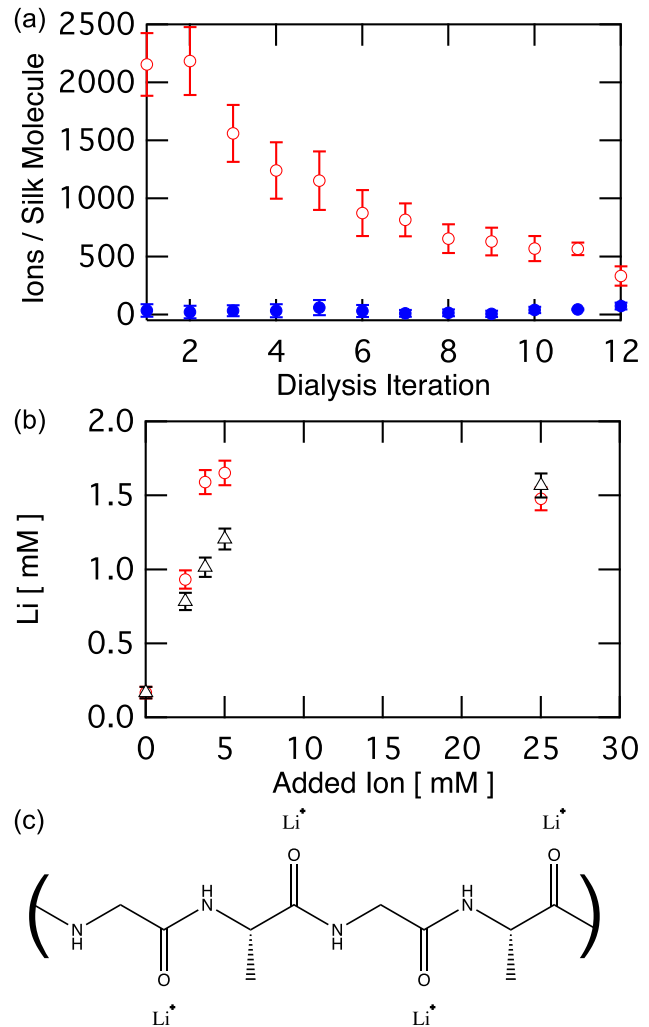 (a)
2500
2000
1500
1000
500
0
Ions / Silk Molecule
2 4 6 8 10 12
Dialysis Iteration
(b)
2.0
1.5
1.0
0.5
0.0
Li [ mM ]
0 5 10 15 20 25 30
Added Ion [ mM ]
(c)
Li+ Li+
O O
H N H N
N H N H
O O
Li+ Li+